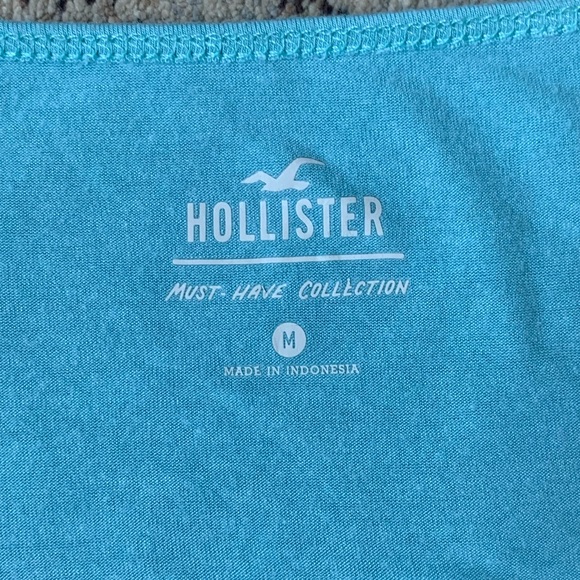 HOLLISTER
MUST-HAVE COLLECTION
M
MADE IN INDONESIA